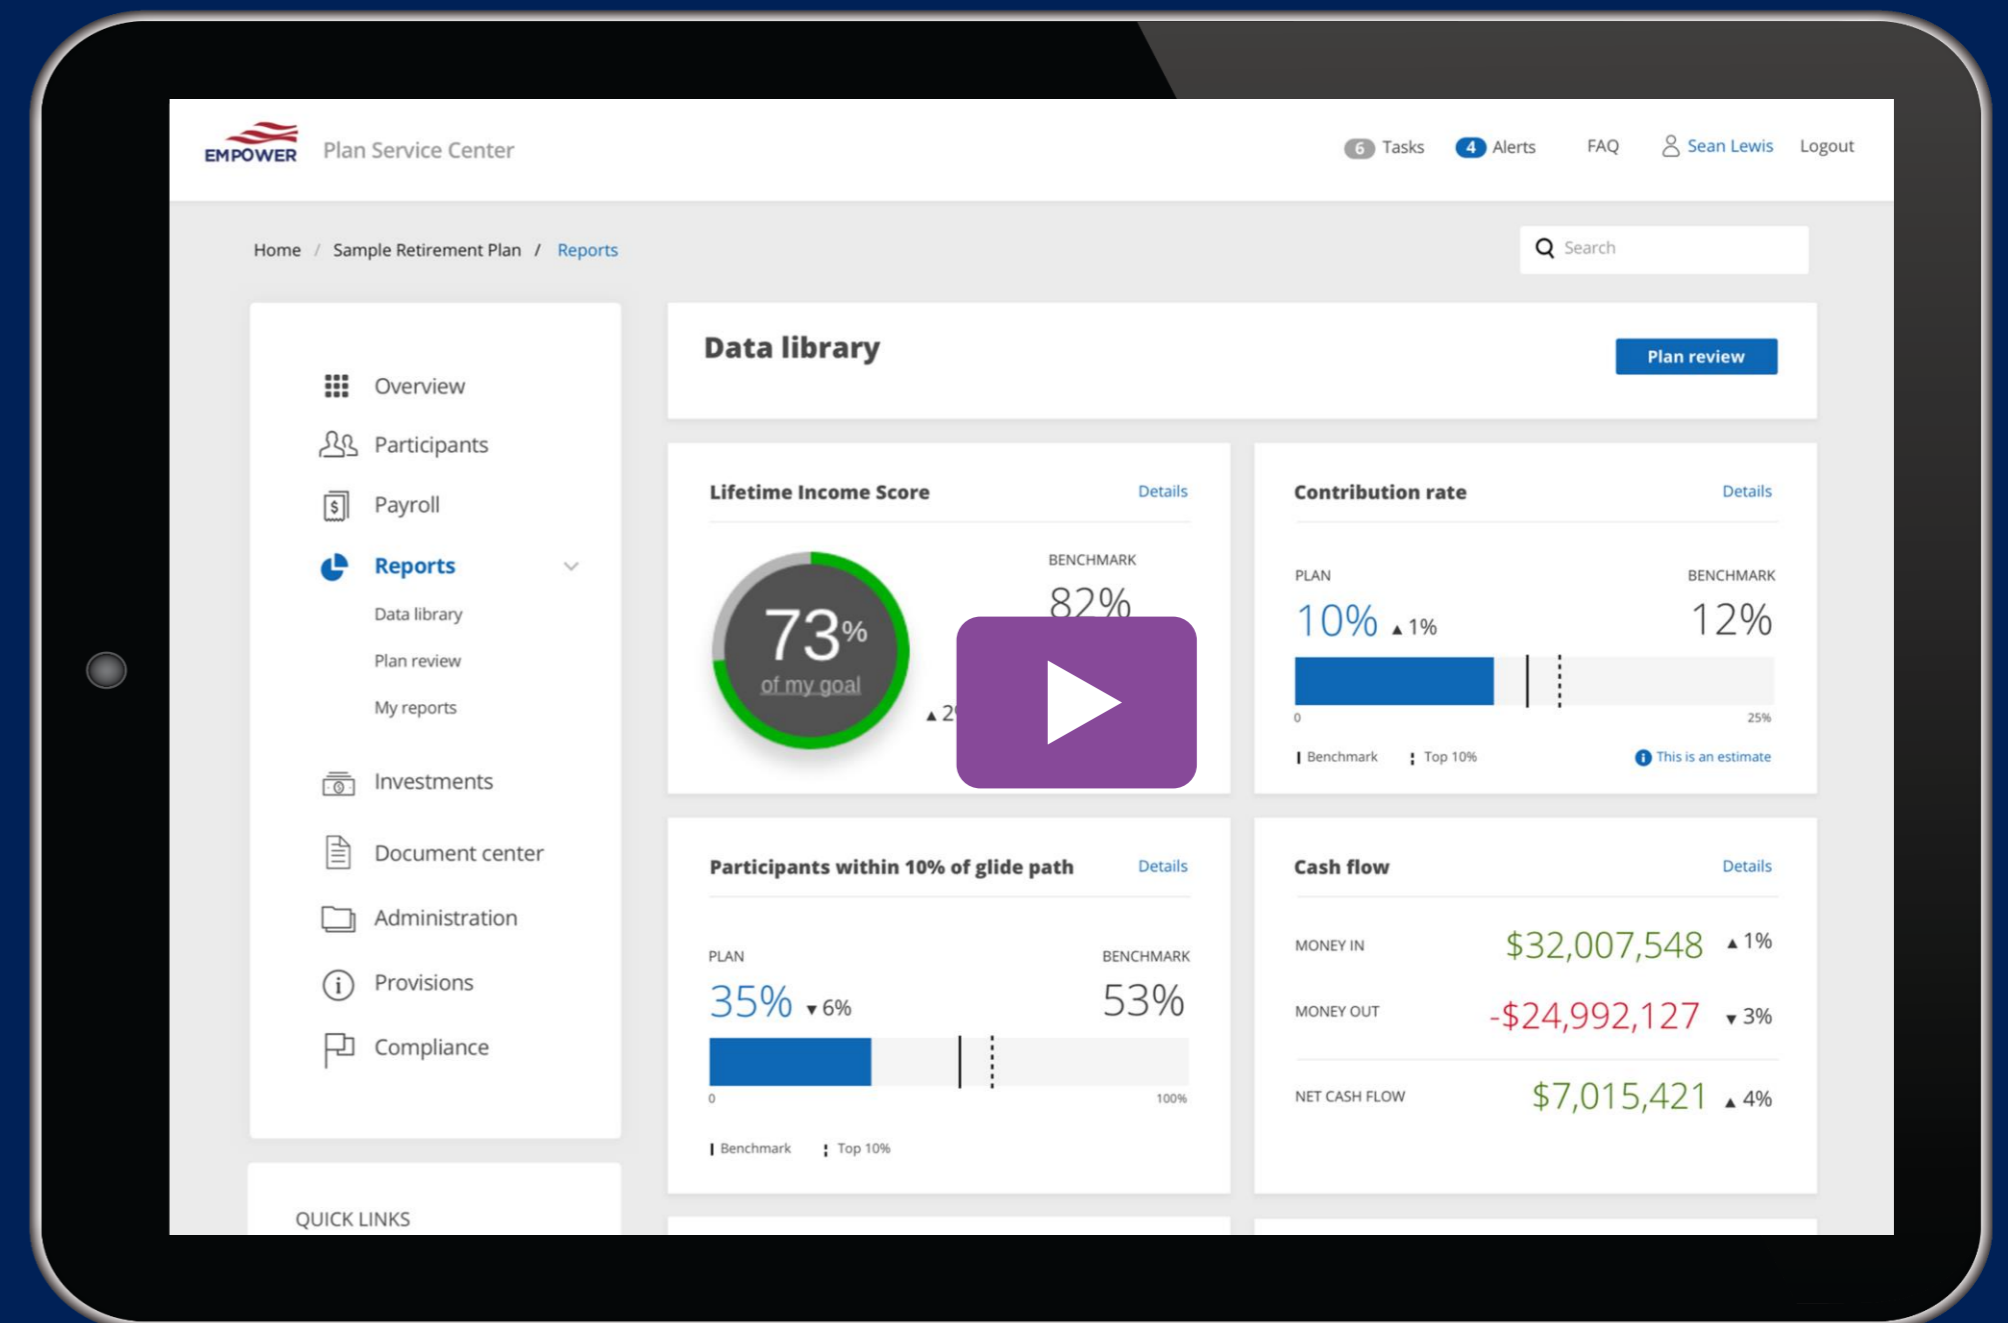 EMPOWER Plan Service Center
6 Tasks 4 Alerts FAQ Sean Lewis Logout
Home / Sample Retirement Plan / Reports
Search
Overview
Participants
Payroll
Reports
Data library
Plan review
My reports
Investments
Document center
Administration
Provisions
Compliance
QUICK LINKS
Data library
Plan review
Lifetime Income Score Details
73%
of my goal
BENCHMARK
82%
Contribution rate Details
PLAN BENCHMARK
10% ▲ 1% 12%
0 25%
Benchmark Top 10% This is an estimate
Participants within 10% of glide path Details
PLAN BENCHMARK
35% ▼ 6% 53%
0 100%
Benchmark Top 10%
Cash flow Details
MONEY IN $32,007,548 ▲ 1%
MONEY OUT -$24,992,127 ▼ 3%
NET CASH FLOW $7,015,421 ▲ 4%